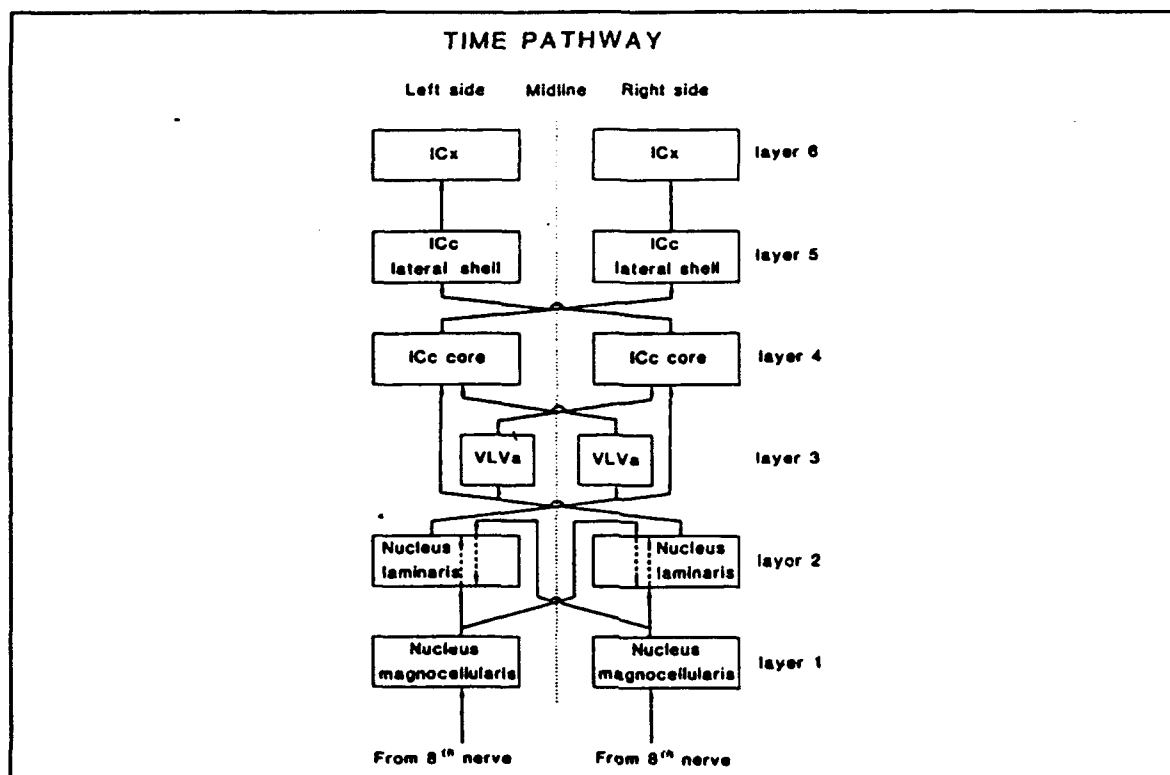 TIME PATHWAY
Left side Midline Right side
ICx ICx layer 6
ICc ICc
lateral shell lateral shell layer 5
ICc core ICc core layer 4
VLVa VLVa layer 3
Nucleus Nucleus
laminaris laminaris layor 2
Nucleus Nucleus
magnocellularis magnocellularis layer 1
From 8th nerve From 8th nerve